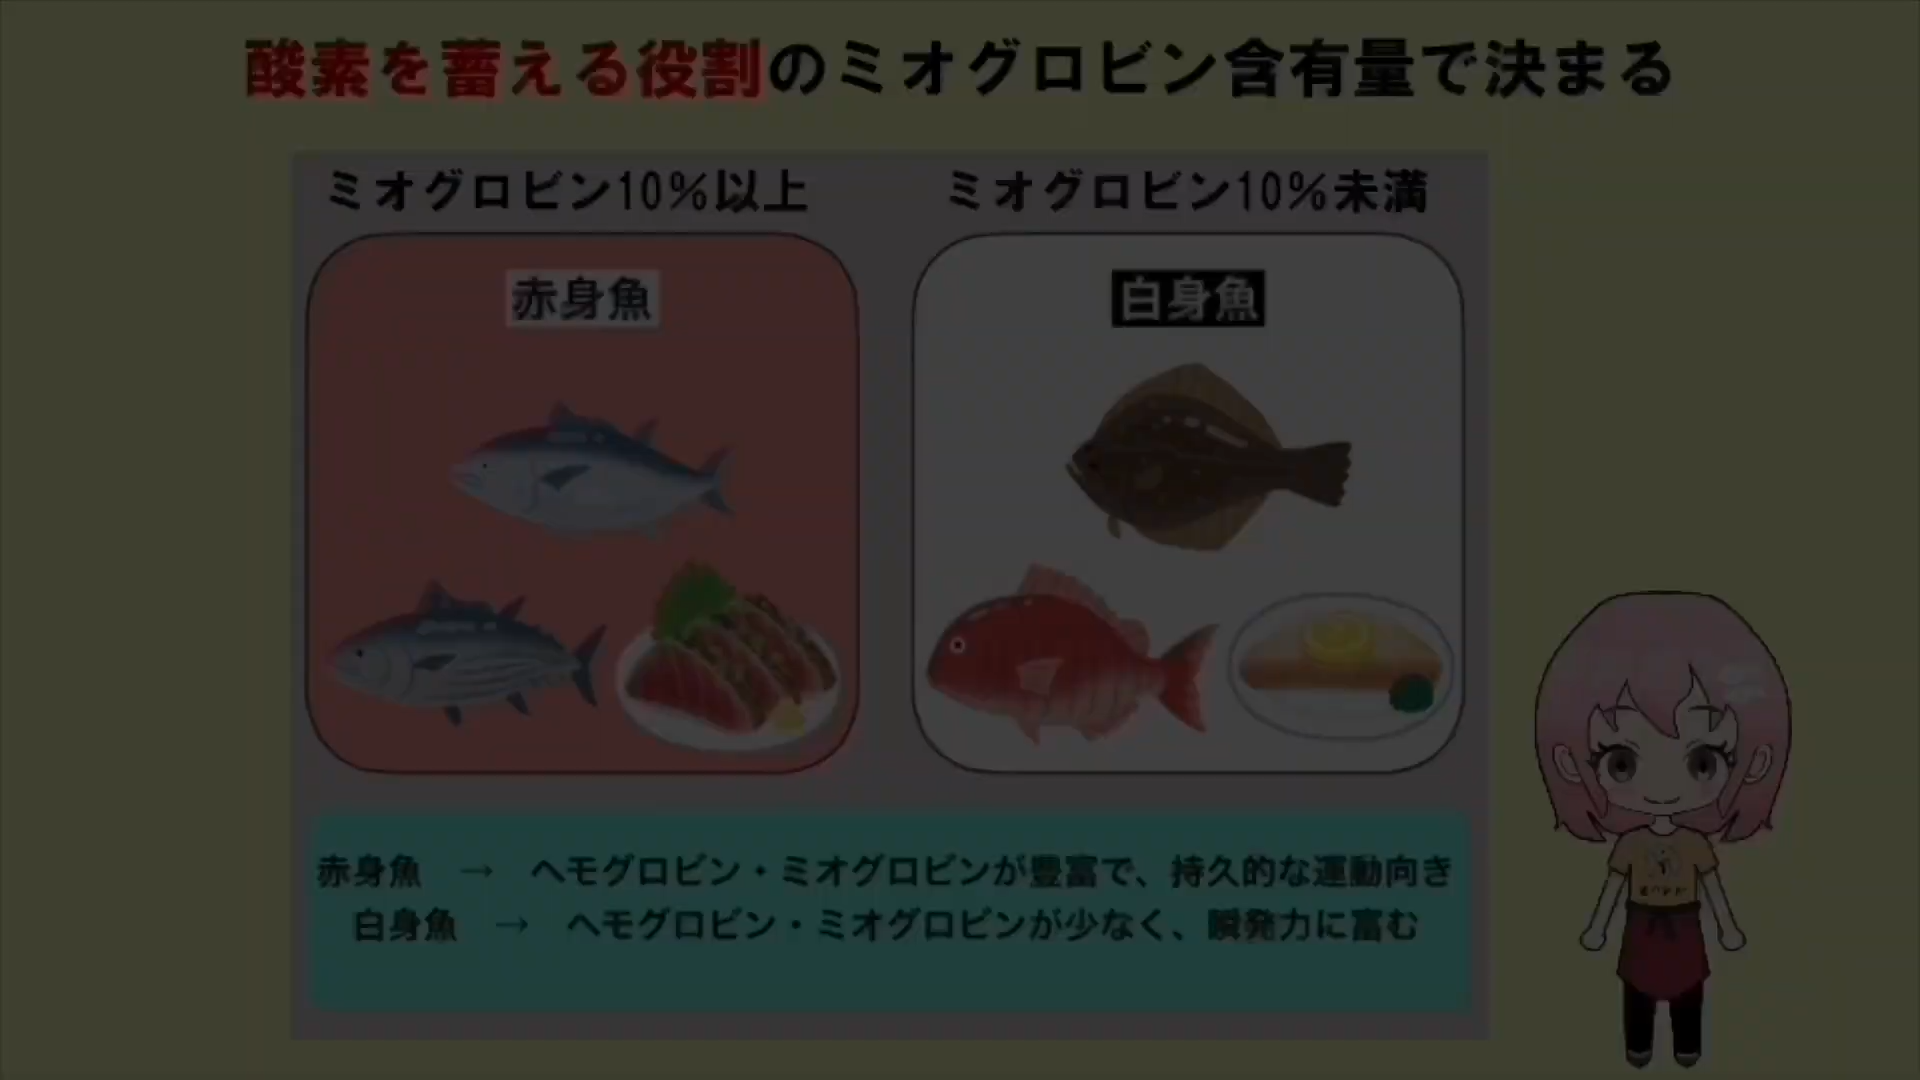 酸素を蓄える役割のミオグロビン含有量で決まる
ミオグロビン10％以上
ミオグロビン10％未満
赤身魚
白身魚
赤身魚　→　ヘモグロビン・ミオグロビンが豊富で、持久的な運動向き
白身魚　→　ヘモグロビン・ミオグロビンが少なく、瞬発力に富む